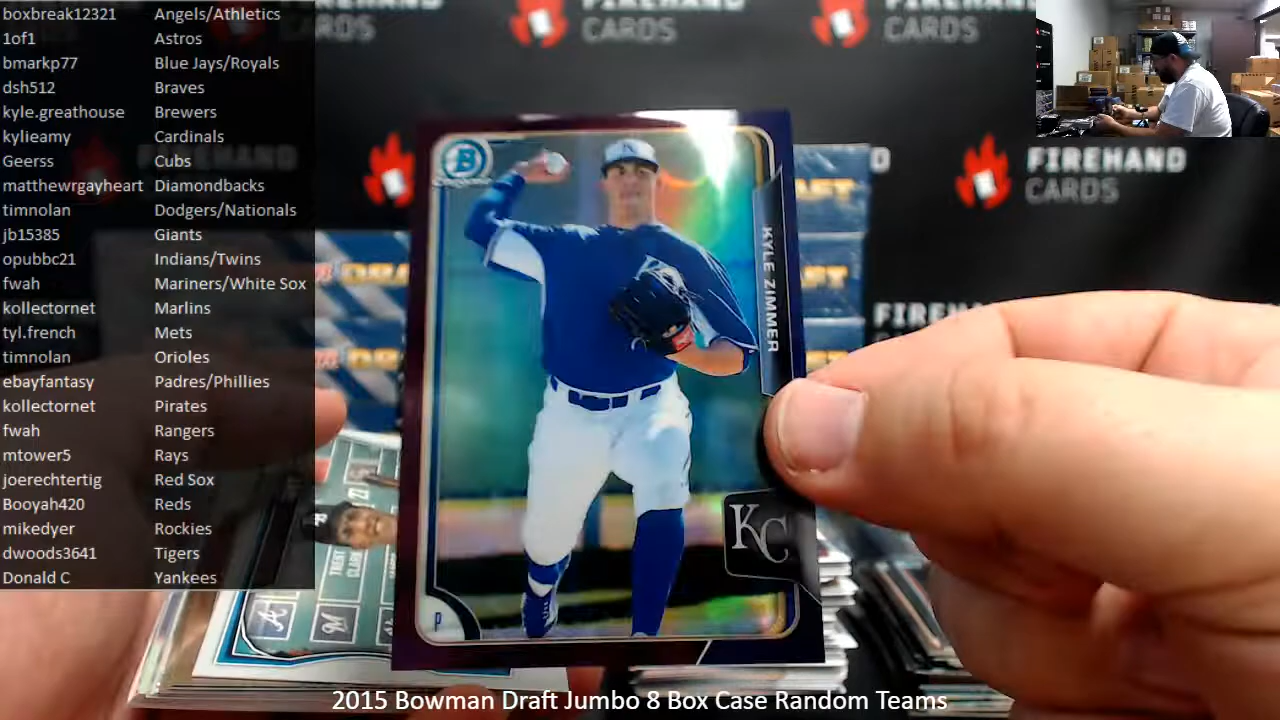 boxbreak12321 Angels/Athletics
1of1 Astros
bmarkp77 Blue Jays/Royals
dsh512 Braves
kyle.greathouse Brewers
kylieamy Cardinals
Geerss Cubs
matthewrgayheart Diamondbacks
timnolan Dodgers/Nationals
jb15385 Giants
opubbc21 Indians/Twins
fwah Mariners/White Sox
kollectornet Marlins
tyl.french Mets
timnolan Orioles
ebayfantasy Padres/Phillies
kollectornet Pirates
fwah Rangers
mtower5 Rays
joerechtertig Red Sox
Booyah420 Reds
mikedyer Rockies
dwoods3641 Tigers
Donald C Yankees
FIREHAND
CARDS
CARDS
CARDS
FIREHAND
CARDS
FIREHAND
B
Chrome
KYLE ZIMMER
KC
P
TRENT
CLARK
A
M
2015 Bowman Draft Jumbo 8 Box Case Random Teams